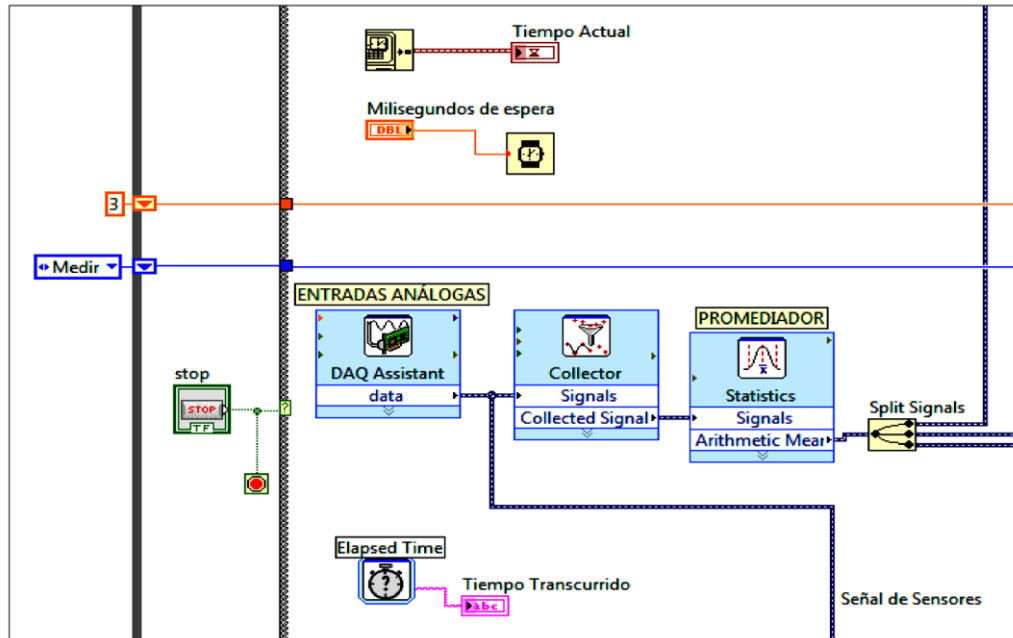 Tiempo Actual
Milisegundos de espera
DBL
3
Medir
ENTRADAS ANÁLOGAS
PROMEDIADOR
DAQ Assistant
Collector
stop
Statistics
data
Signals
Split Signals
STOP
?
Collected Signal
Signals
TF
Arithmetic Mear
Elapsed Time
?
Tiempo Transcurrido
abc
Señal de Sensores